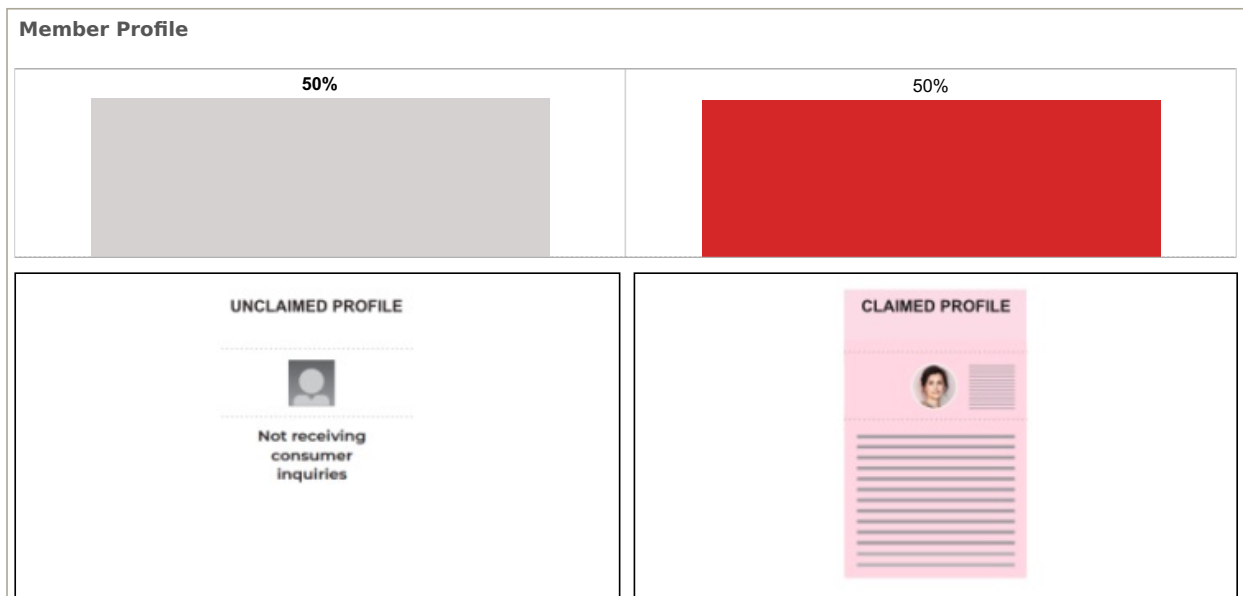 Member Profile
50%
50%
UNCLAIMED PROFILE
Not receiving
consumer
inquiries
CLAIMED PROFILE